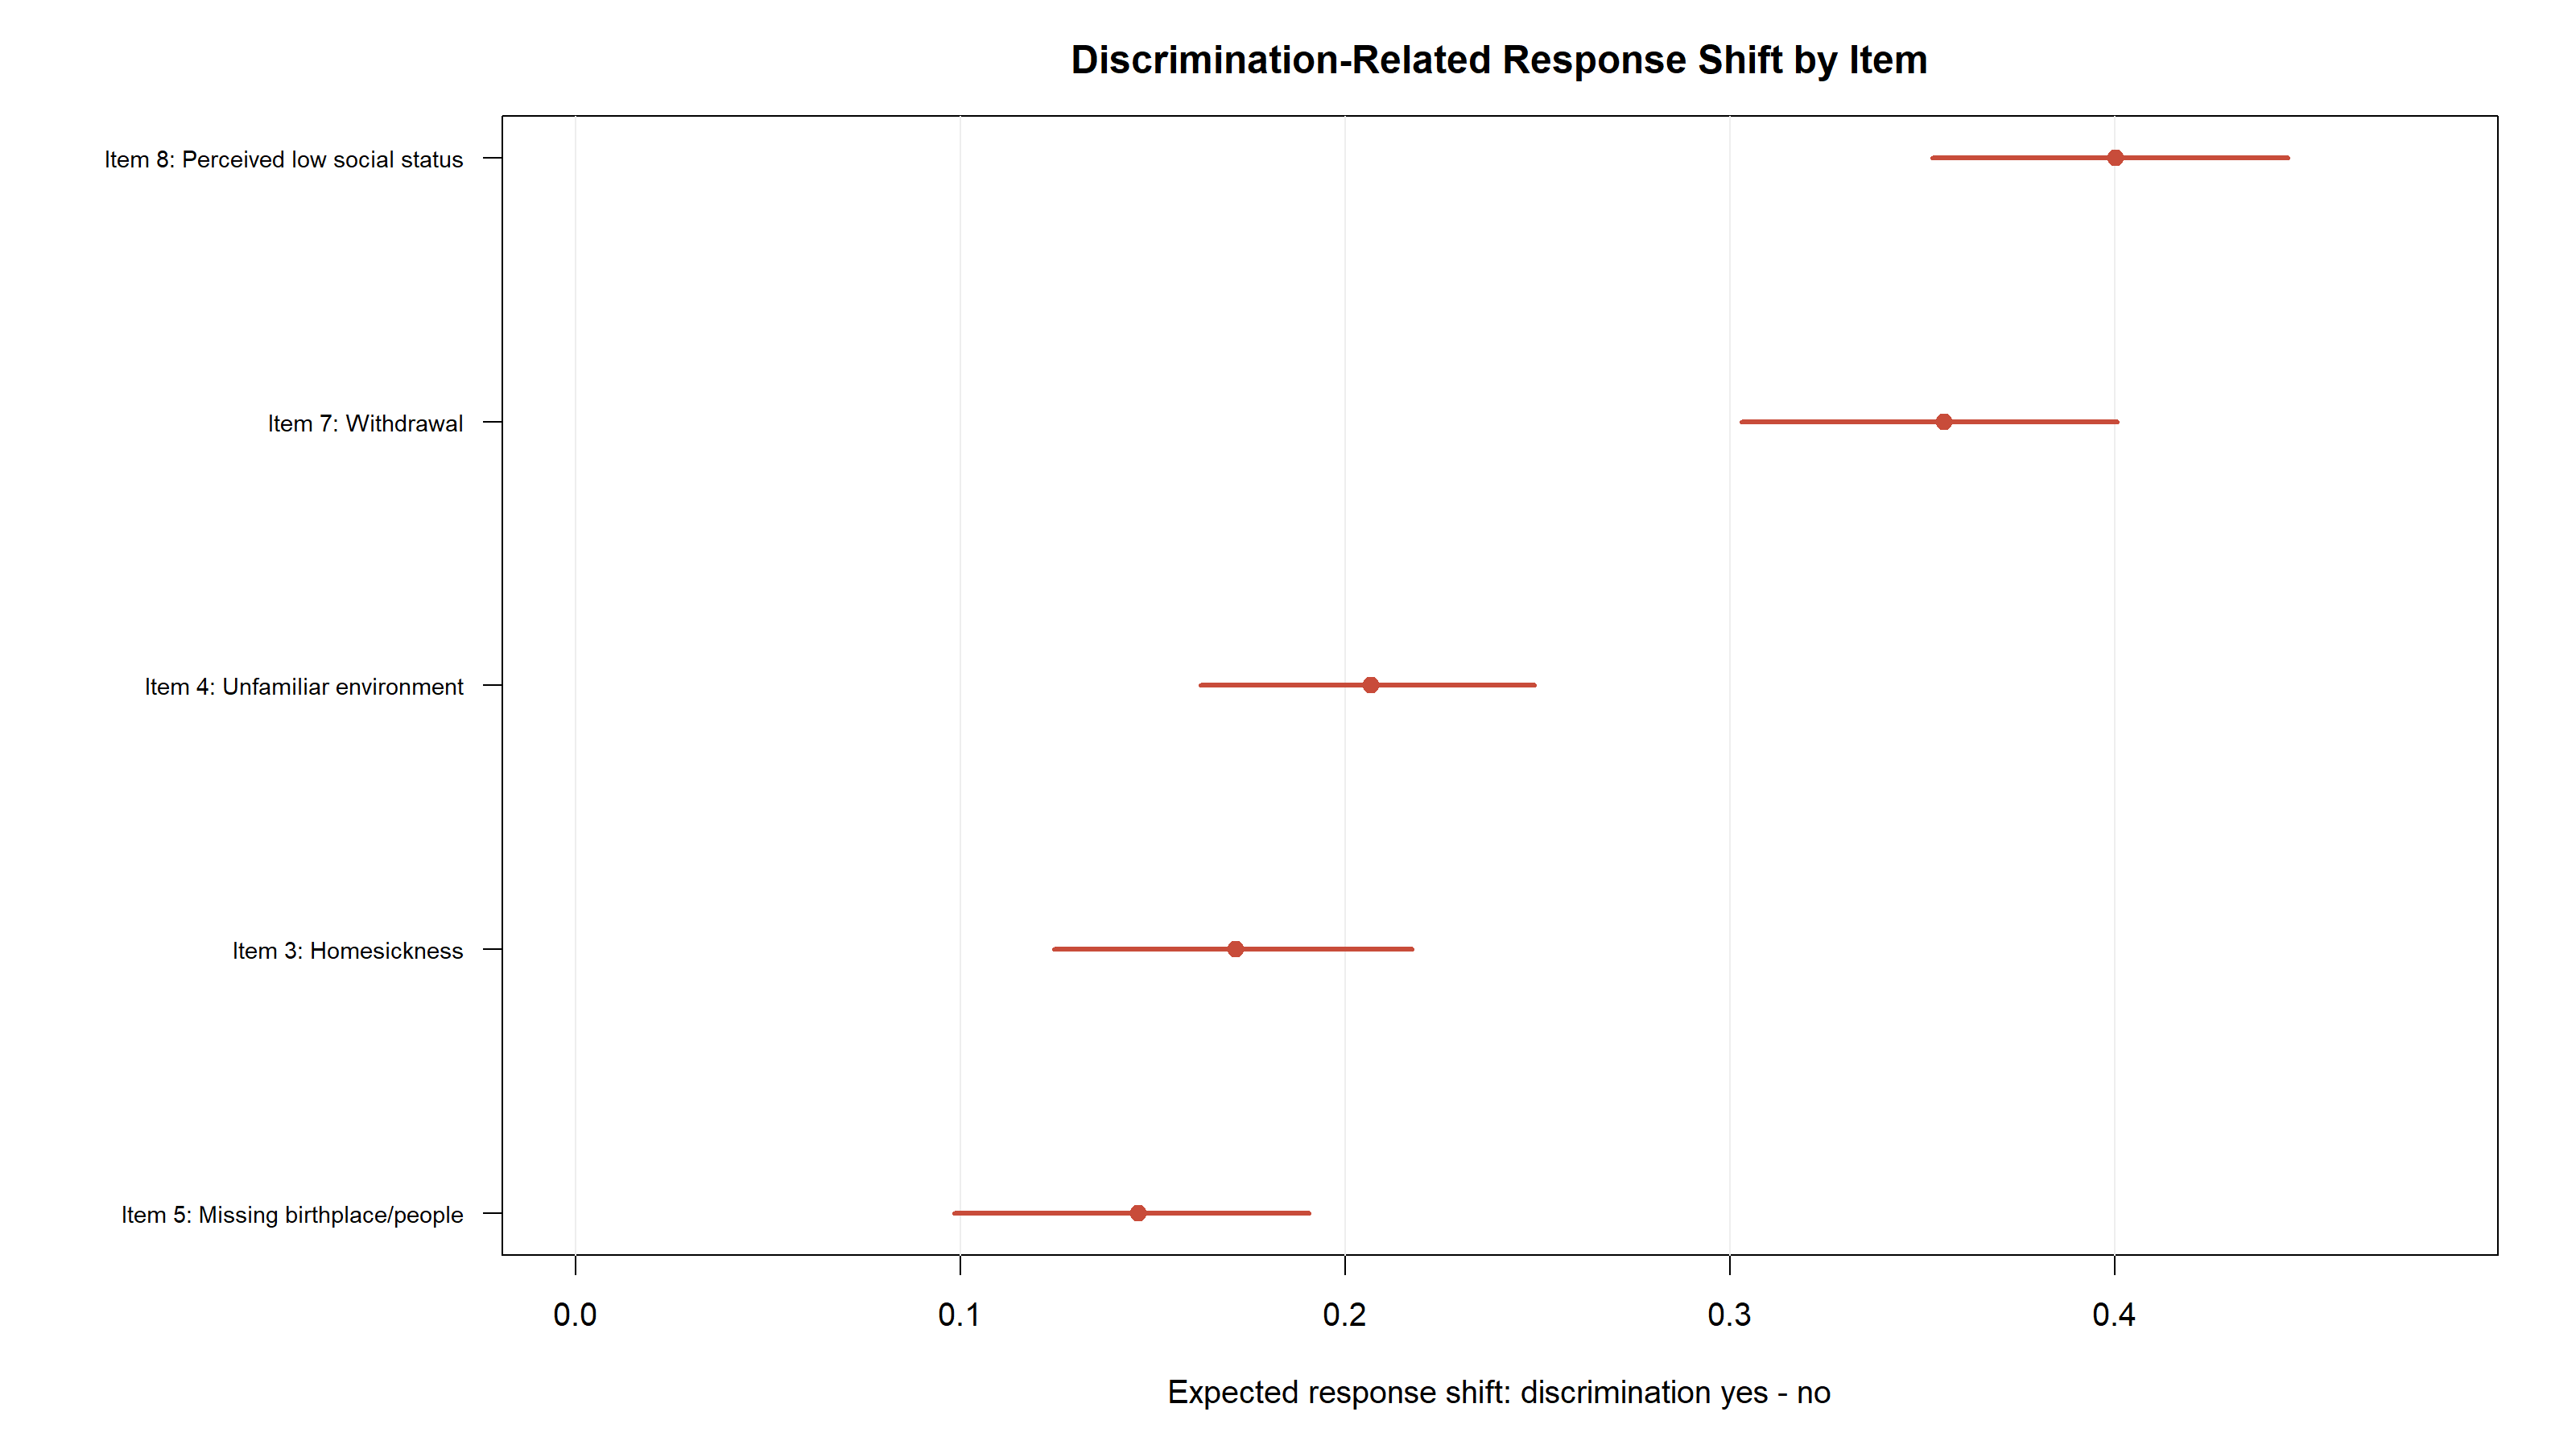 Discrimination-Related Response Shift by Item
Item 8: Perceived low social status
Item 7: Withdrawal
Item 4: Unfamiliar environment
Item 3: Homesickness
Item 5: Missing birthplace/people
0.0 0.1 0.2 0.3 0.4
Expected response shift: discrimination yes - no